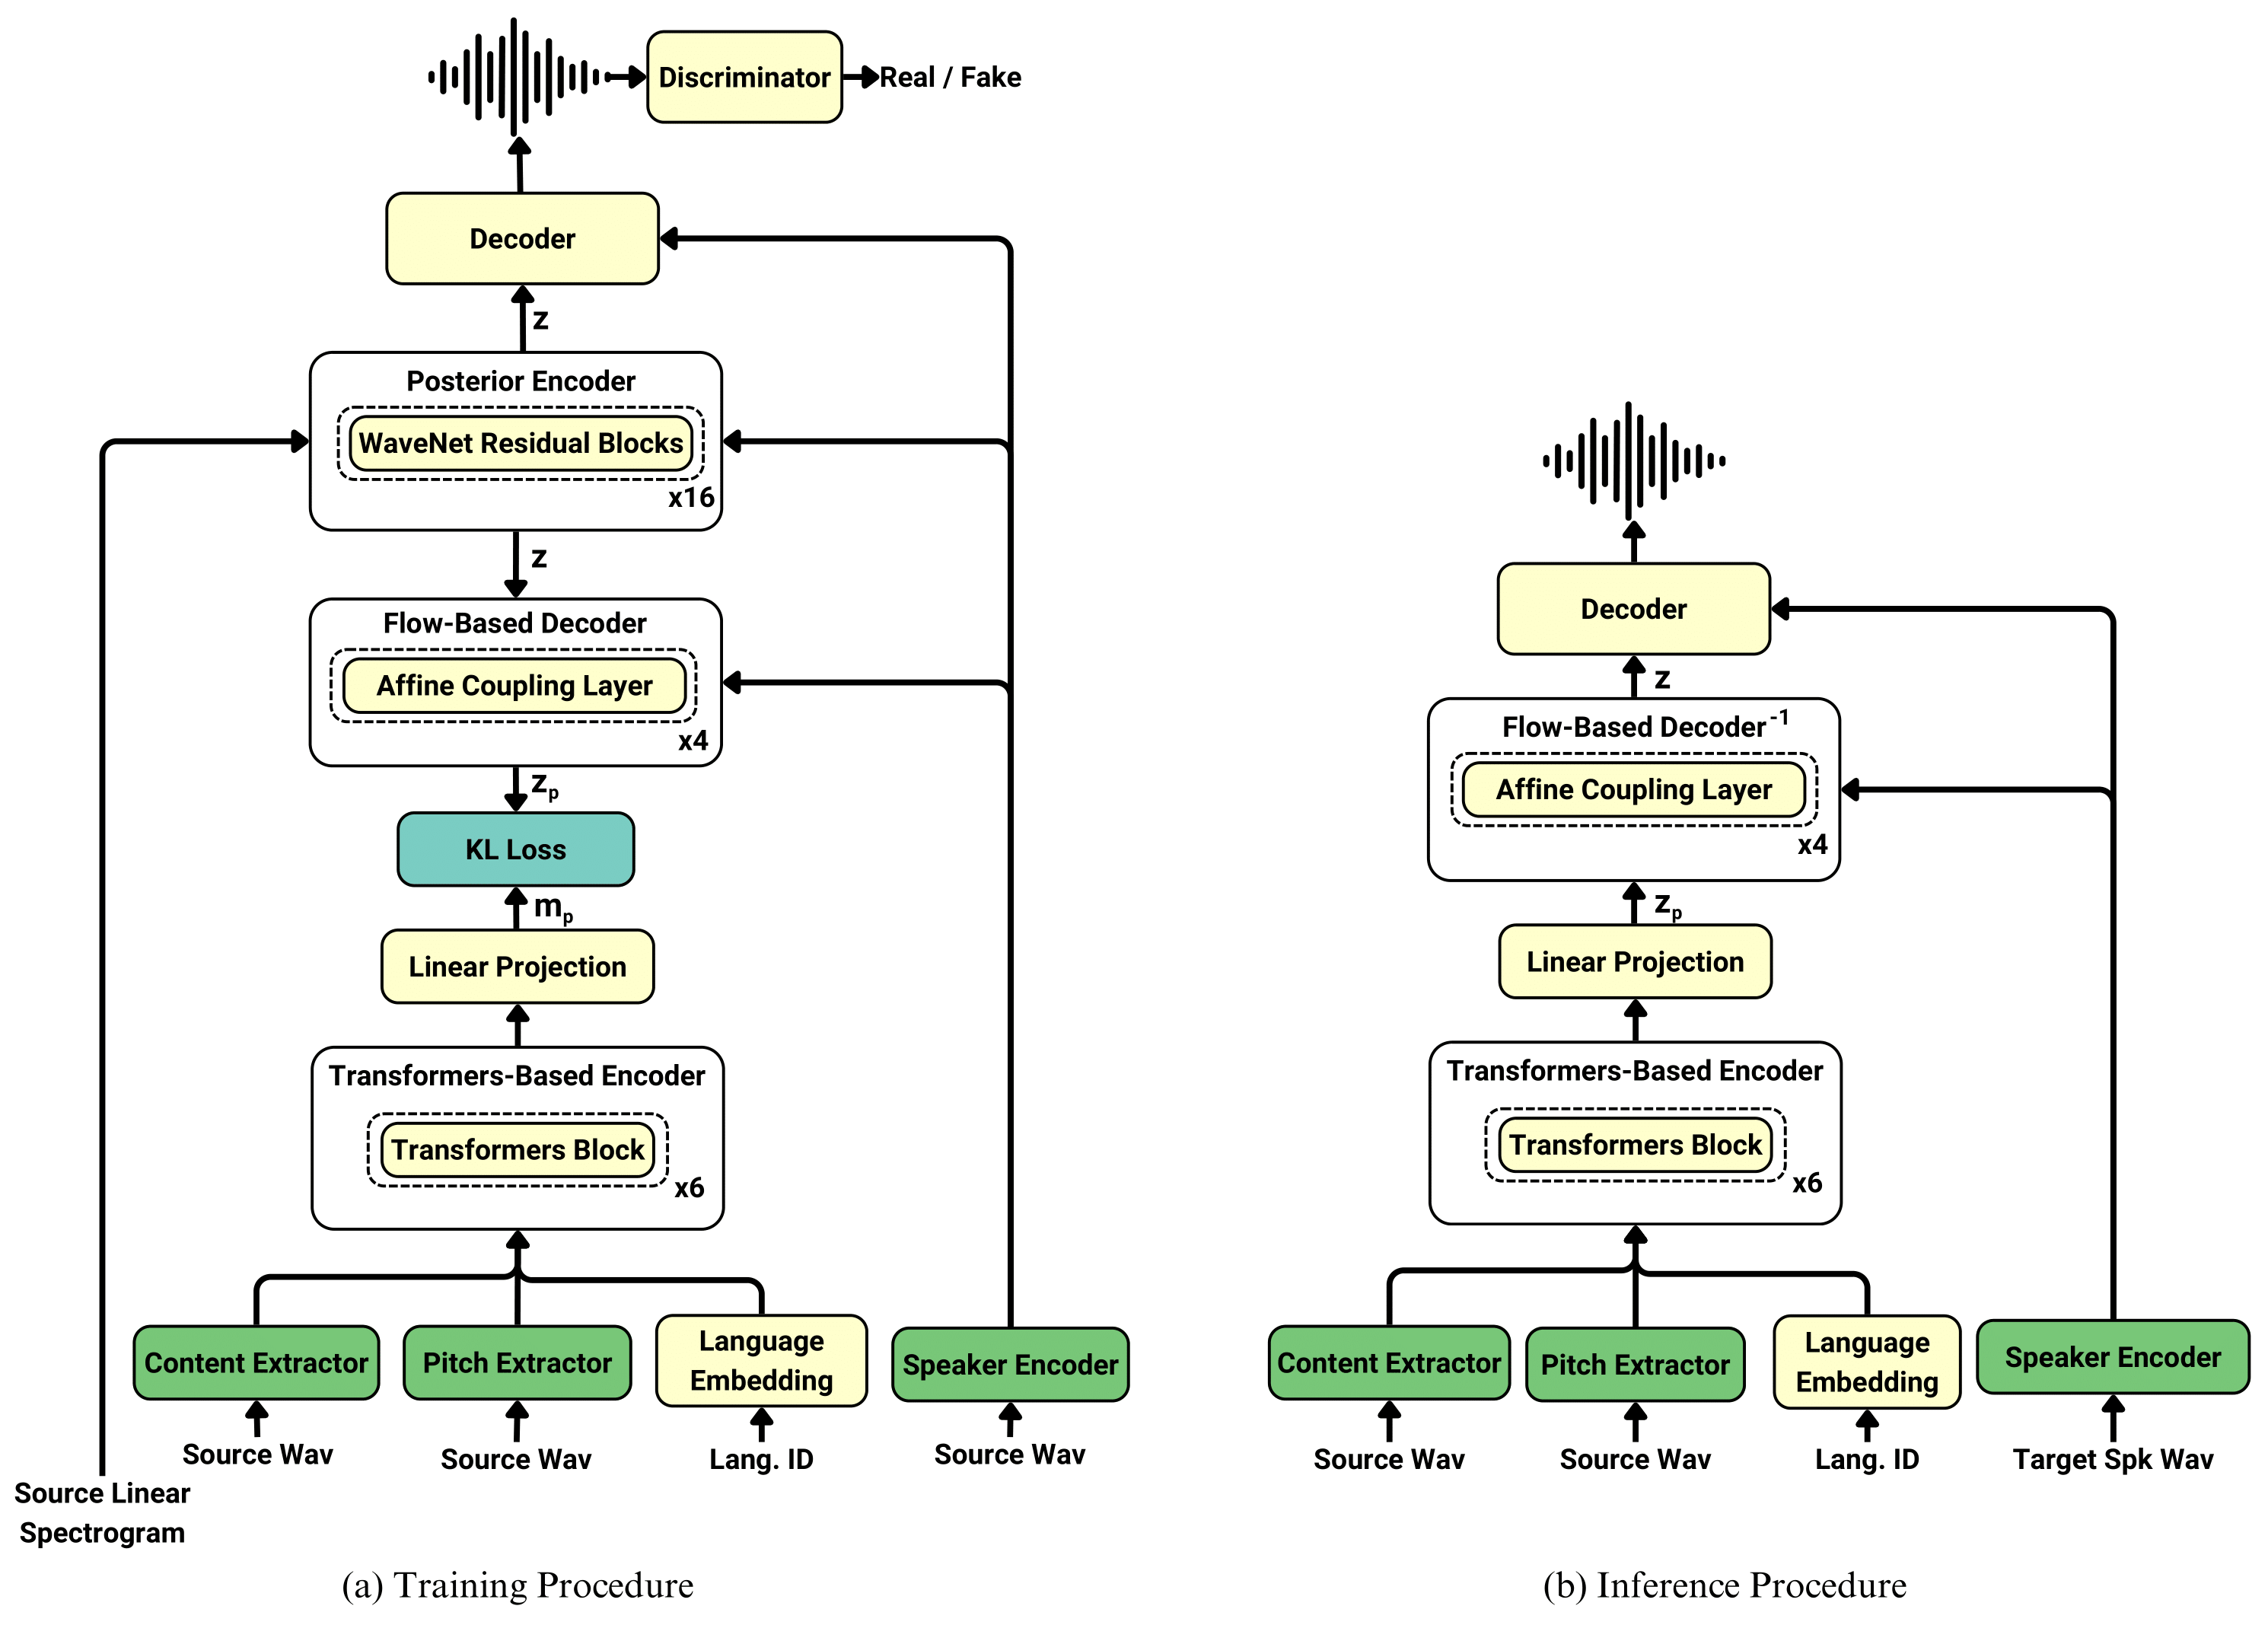 Discriminator
Real / Fake
Decoder
z
Posterior Encoder
WaveNet Residual Blocks
x16
z
Flow-Based Decoder
Affine Coupling Layer
x4
zp
KL Loss
mp
Linear Projection
Transformers-Based Encoder
Transformers Block
x6
Content Extractor
Pitch Extractor
Language
Embedding
Speaker Encoder
Source Wav
Source Wav
Lang. ID
Source Wav
Source Linear
Spectrogram
(a) Training Procedure
Decoder
z
Flow-Based Decoder-1
Affine Coupling Layer
x4
zp
Linear Projection
Transformers-Based Encoder
Transformers Block
x6
Content Extractor
Pitch Extractor
Language
Embedding
Speaker Encoder
Source Wav
Source Wav
Lang. ID
Target Spk Wav
(b) Inference Procedure